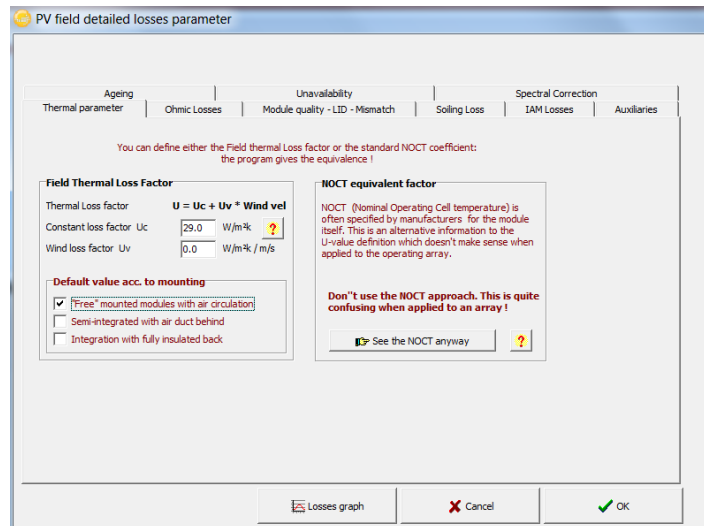 PV field detailed losses parameter
Ageing Unavailability Spectral Correction
Thermal parameter Ohmic Losses Module quality - LID - Mismatch Soiling Loss IAM Losses Auxiliaries
You can define either the Field thermal Loss factor or the standard NOCT coefficient:
the program gives the equivalence !
Field Thermal Loss Factor
Thermal Loss factor U = Uc + Uv * Wind vel
Constant loss factor Uc 29.0 W/m²k ?
Wind loss factor Uv 0.0 W/m²k / m/s
Default value acc. to mounting
"Free" mounted modules with air circulation
Semi-integrated with air duct behind
Integration with fully insulated back
NOCT equivalent factor
NOCT (Nominal Operating Cell temperature) is
often specified by manufacturers for the module
itself. This is an alternative information to the
U-value definition which doesn't make sense when
applied to the operating array.
Don''t use the NOCT approach. This is quite
confusing when applied to an array !
See the NOCT anyway ?
Losses graph Cancel OK